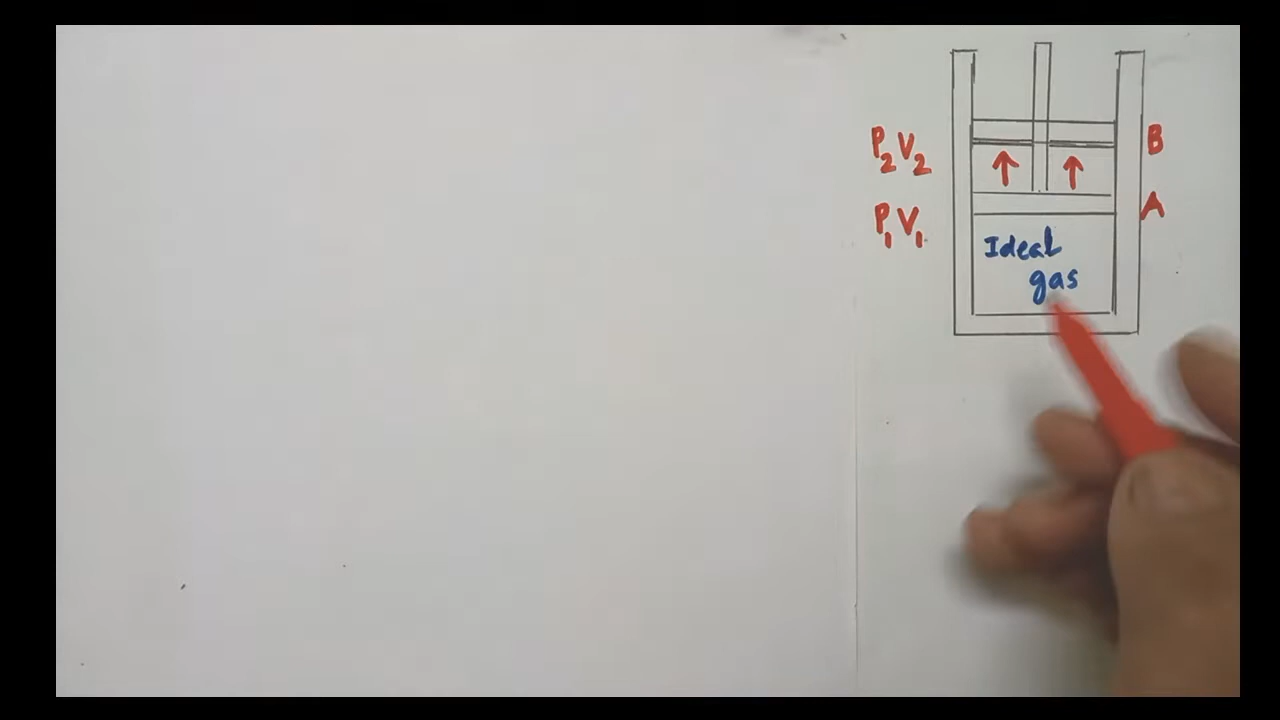 P₂V₂ B
P₁V₁ A
Ideal
gas